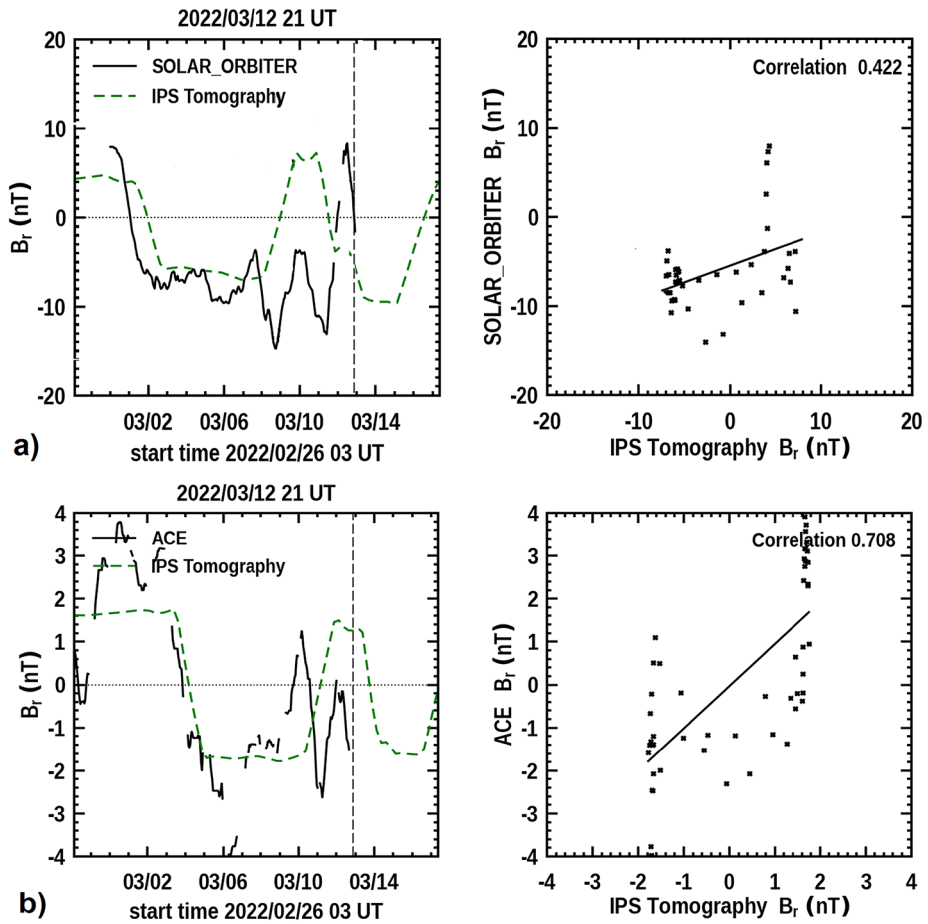 2022/03/12 21 UT
20
10
0
-10
-20
Br (nT)
SOLAR_ORBITER
IPS Tomography
03/02 03/06 03/10 03/14
start time 2022/02/26 03 UT
a)
20
10
0
-10
-20
SOLAR_ORBITER Br (nT)
Correlation 0.422
-20 -10 0 10 20
IPS Tomography Br (nT)
2022/03/12 21 UT
4
3
2
1
0
-1
-2
-3
-4
Br (nT)
ACE
IPS Tomography
03/02 03/06 03/10 03/14
start time 2022/02/26 03 UT
b)
4
3
2
1
0
-1
-2
-3
-4
ACE Br (nT)
Correlation 0.708
-4 -3 -2 -1 0 1 2 3 4
IPS Tomography Br (nT)